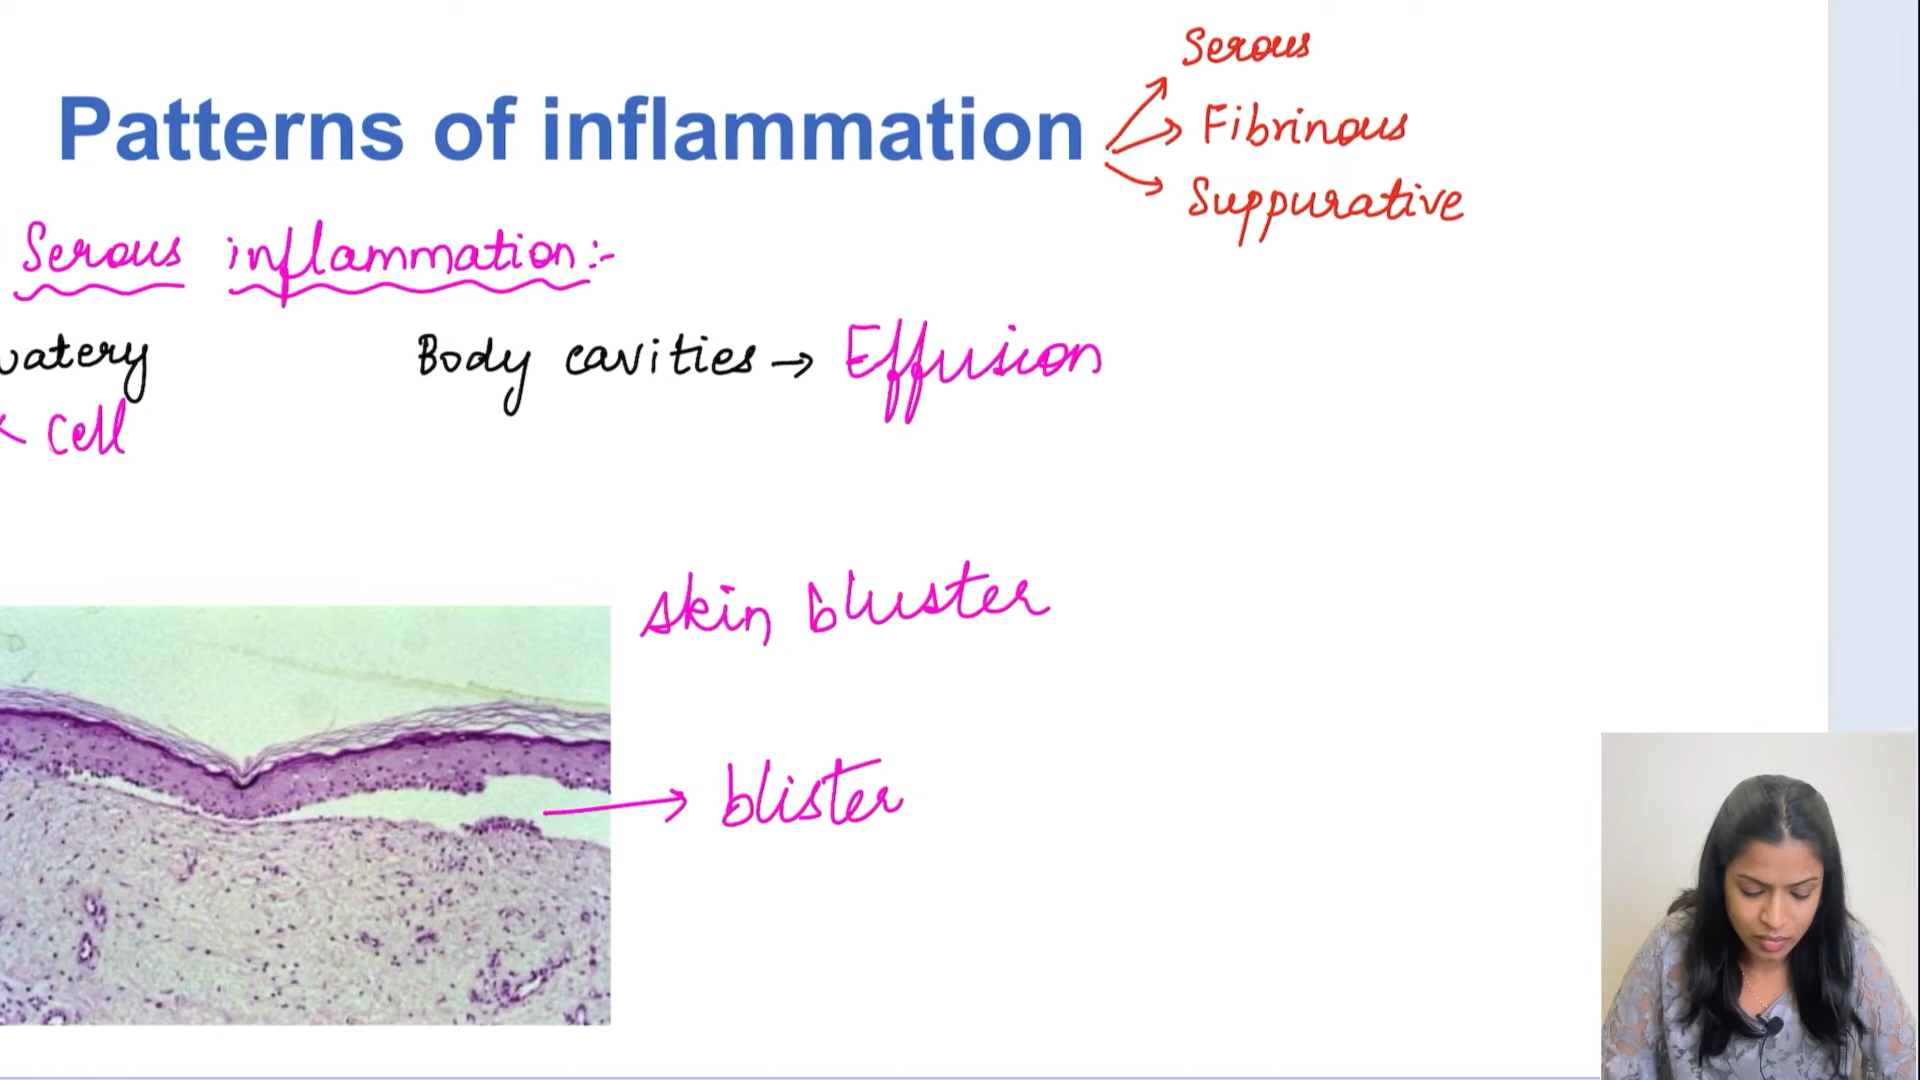 Serous
Patterns of inflammation
Fibrinous
Suppurative
Serous inflammation:-
watery
Body cavities → Effusion
cell
skin bluster
blister